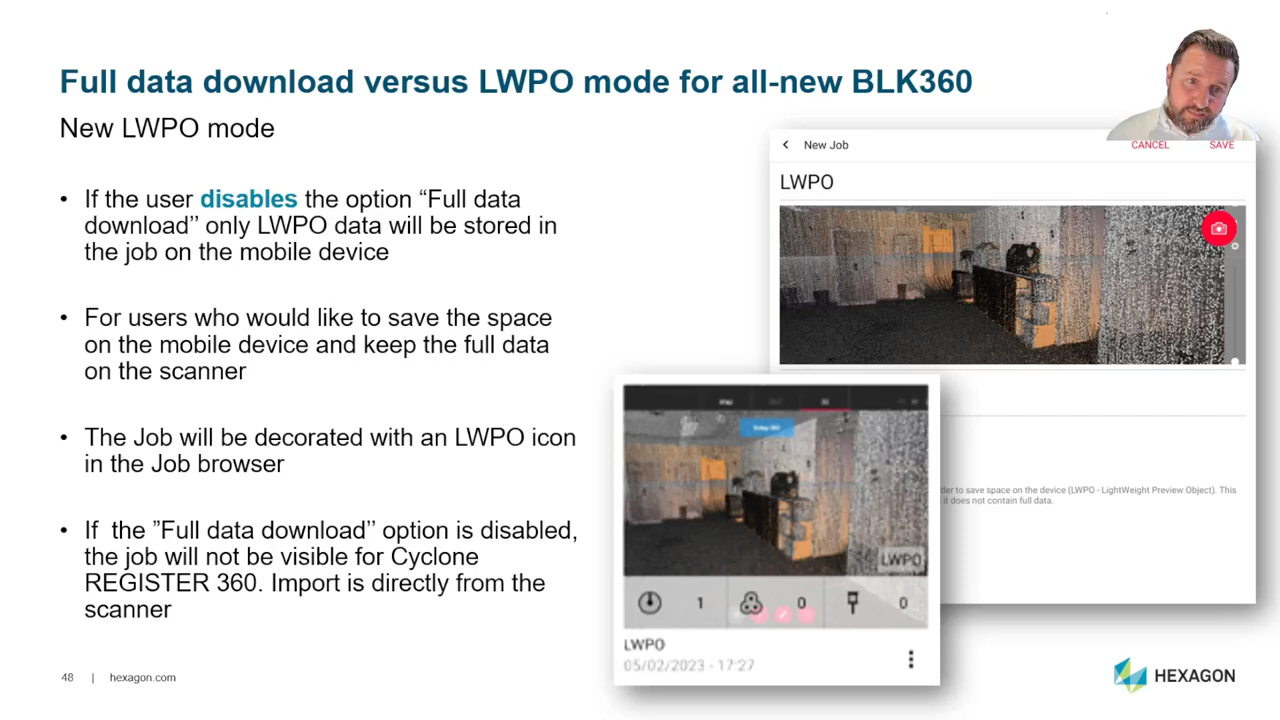 Full data download versus LWPO mode for all-new BLK360
New LWPO mode
• If the user disables the option “Full data
download’’ only LWPO data will be stored in
the job on the mobile device
• For users who would like to save the space
on the mobile device and keep the full data
on the scanner
• The Job will be decorated with an LWPO icon
in the Job browser
• If the ”Full data download’’ option is disabled,
the job will not be visible for Cyclone
REGISTER 360. Import is directly from the
scanner
New Job
CANCEL
SAVE
LWPO
der to save space on the device (LWPO - LightWeight Preview Object). This
it does not contain full data.
3D
LWPO
1
0
0
LWPO
05/02/2023 - 17:27
48 | hexagon.com
HEXAGON